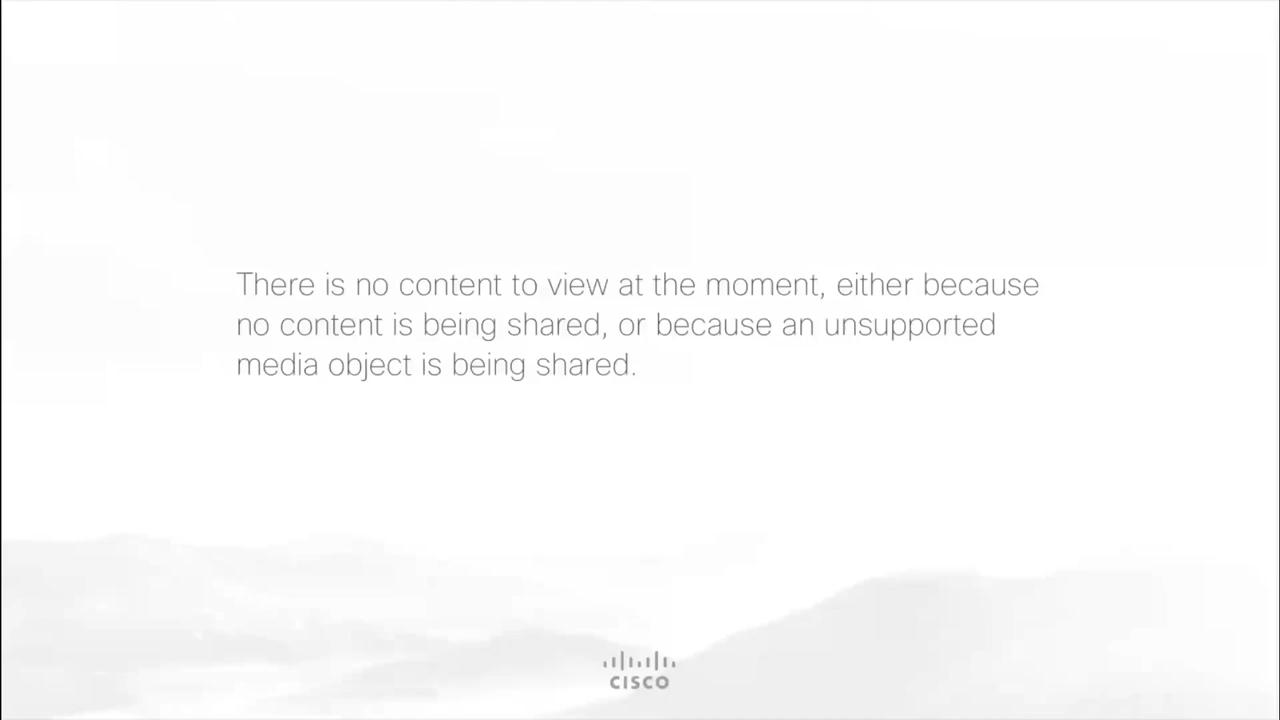 There is no content to view at the moment, either because
no content is being shared, or because an unsupported
media object is being shared.
CISCO